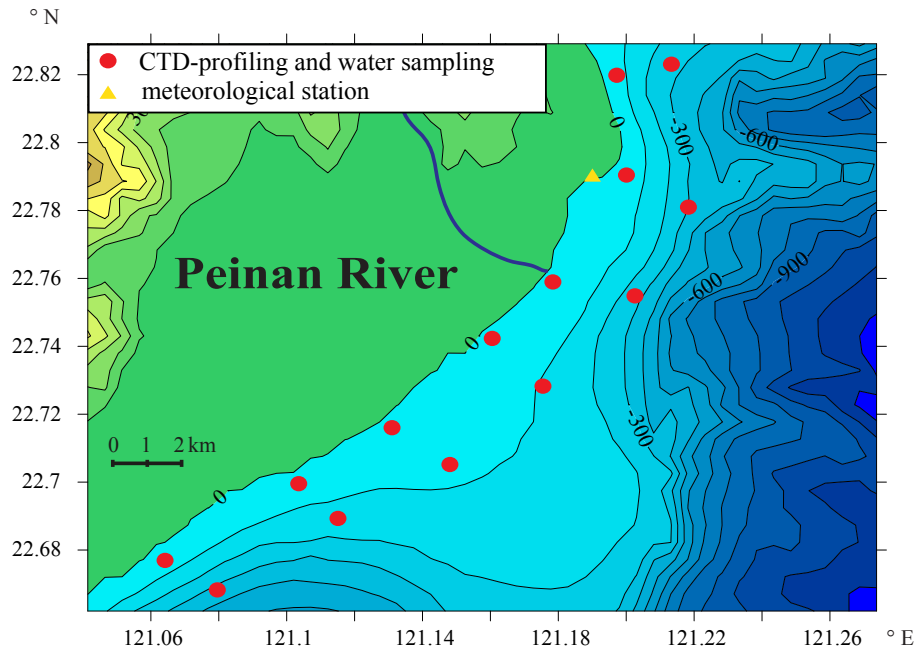 ° N
CTD-profiling and water sampling
meteorological station
22.82
22.8
22.78
22.76
22.74
22.72
22.7
22.68
0
-300
-600
Peinan River
-600
-900
0
-300
0 1 2 km
0
121.06 121.1 121.14 121.18 121.22 121.26 ° E